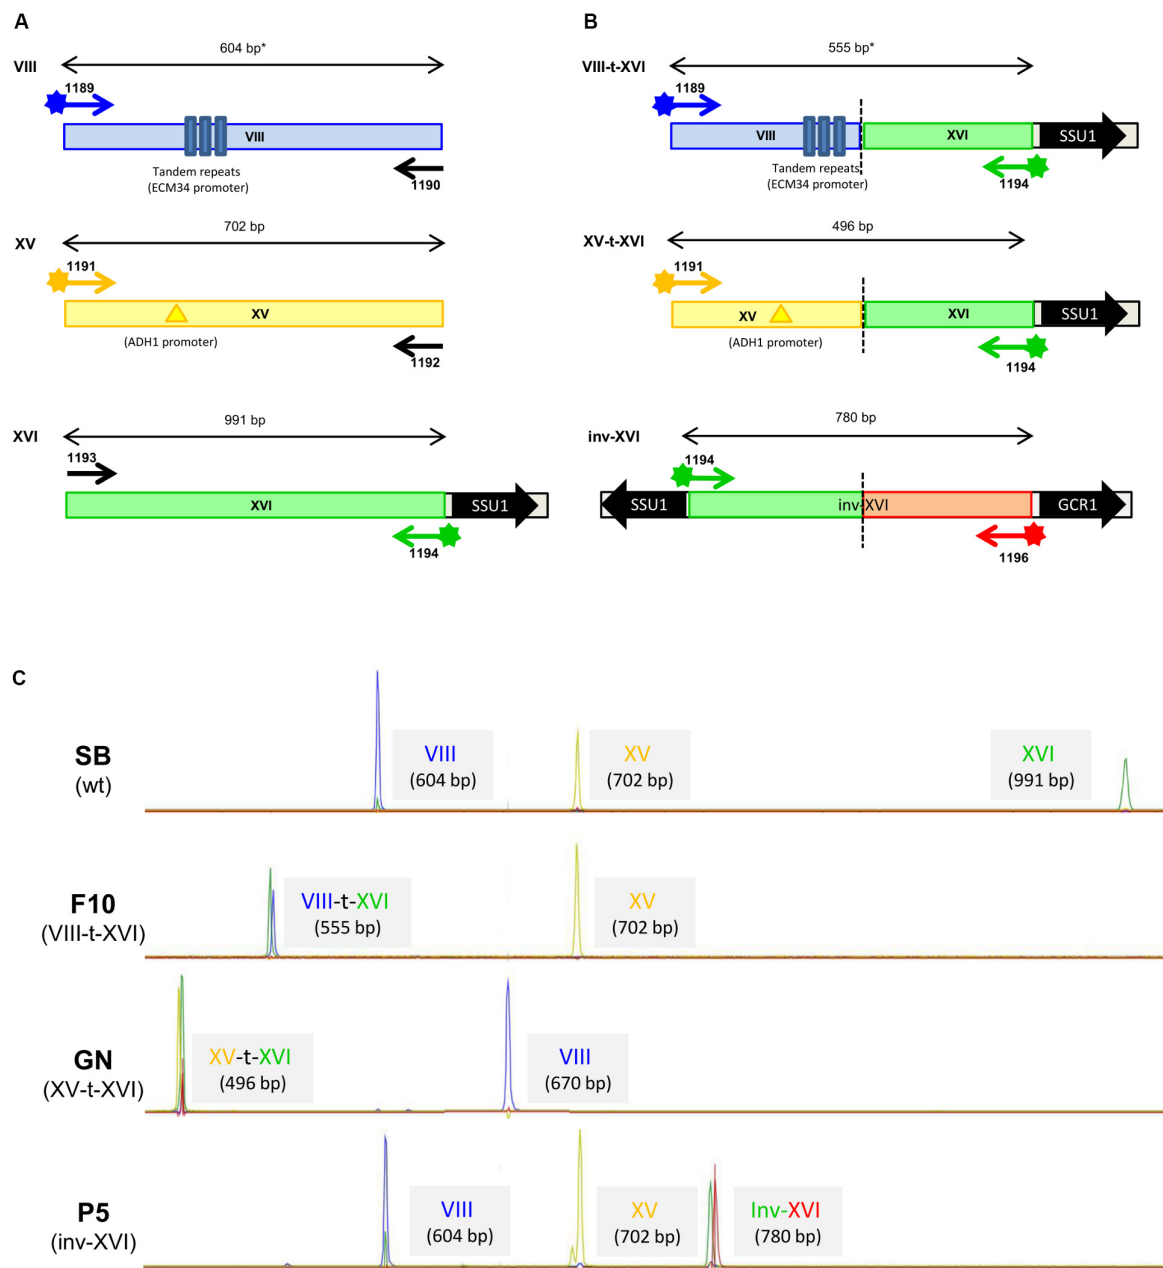 A
604 bp*
VIII
1189
VIII
Tandem repeats
(ECM34 promoter)
1190
702 bp
XV
1191
XV
(ADH1 promoter)
1192
991 bp
XVI
1193
XVI
SSU1
1194
B
555 bp*
VIII-t-XVI
1189
VIII
XVI
SSU1
Tandem repeats
(ECM34 promoter)
1194
496 bp
XV-t-XVI
1191
XV
XVI
SSU1
(ADH1 promoter)
1194
780 bp
inv-XVI
1194
SSU1
inv-XVI
GCR1
1196
C
SB
(wt)
VIII
(604 bp)
XV
(702 bp)
XVI
(991 bp)
F10
(VIII-t-XVI)
VIII-t-XVI
(555 bp)
XV
(702 bp)
GN
(XV-t-XVI)
XV-t-XVI
(496 bp)
VIII
(670 bp)
P5
(inv-XVI)
VIII
(604 bp)
XV
(702 bp)
Inv-XVI
(780 bp)